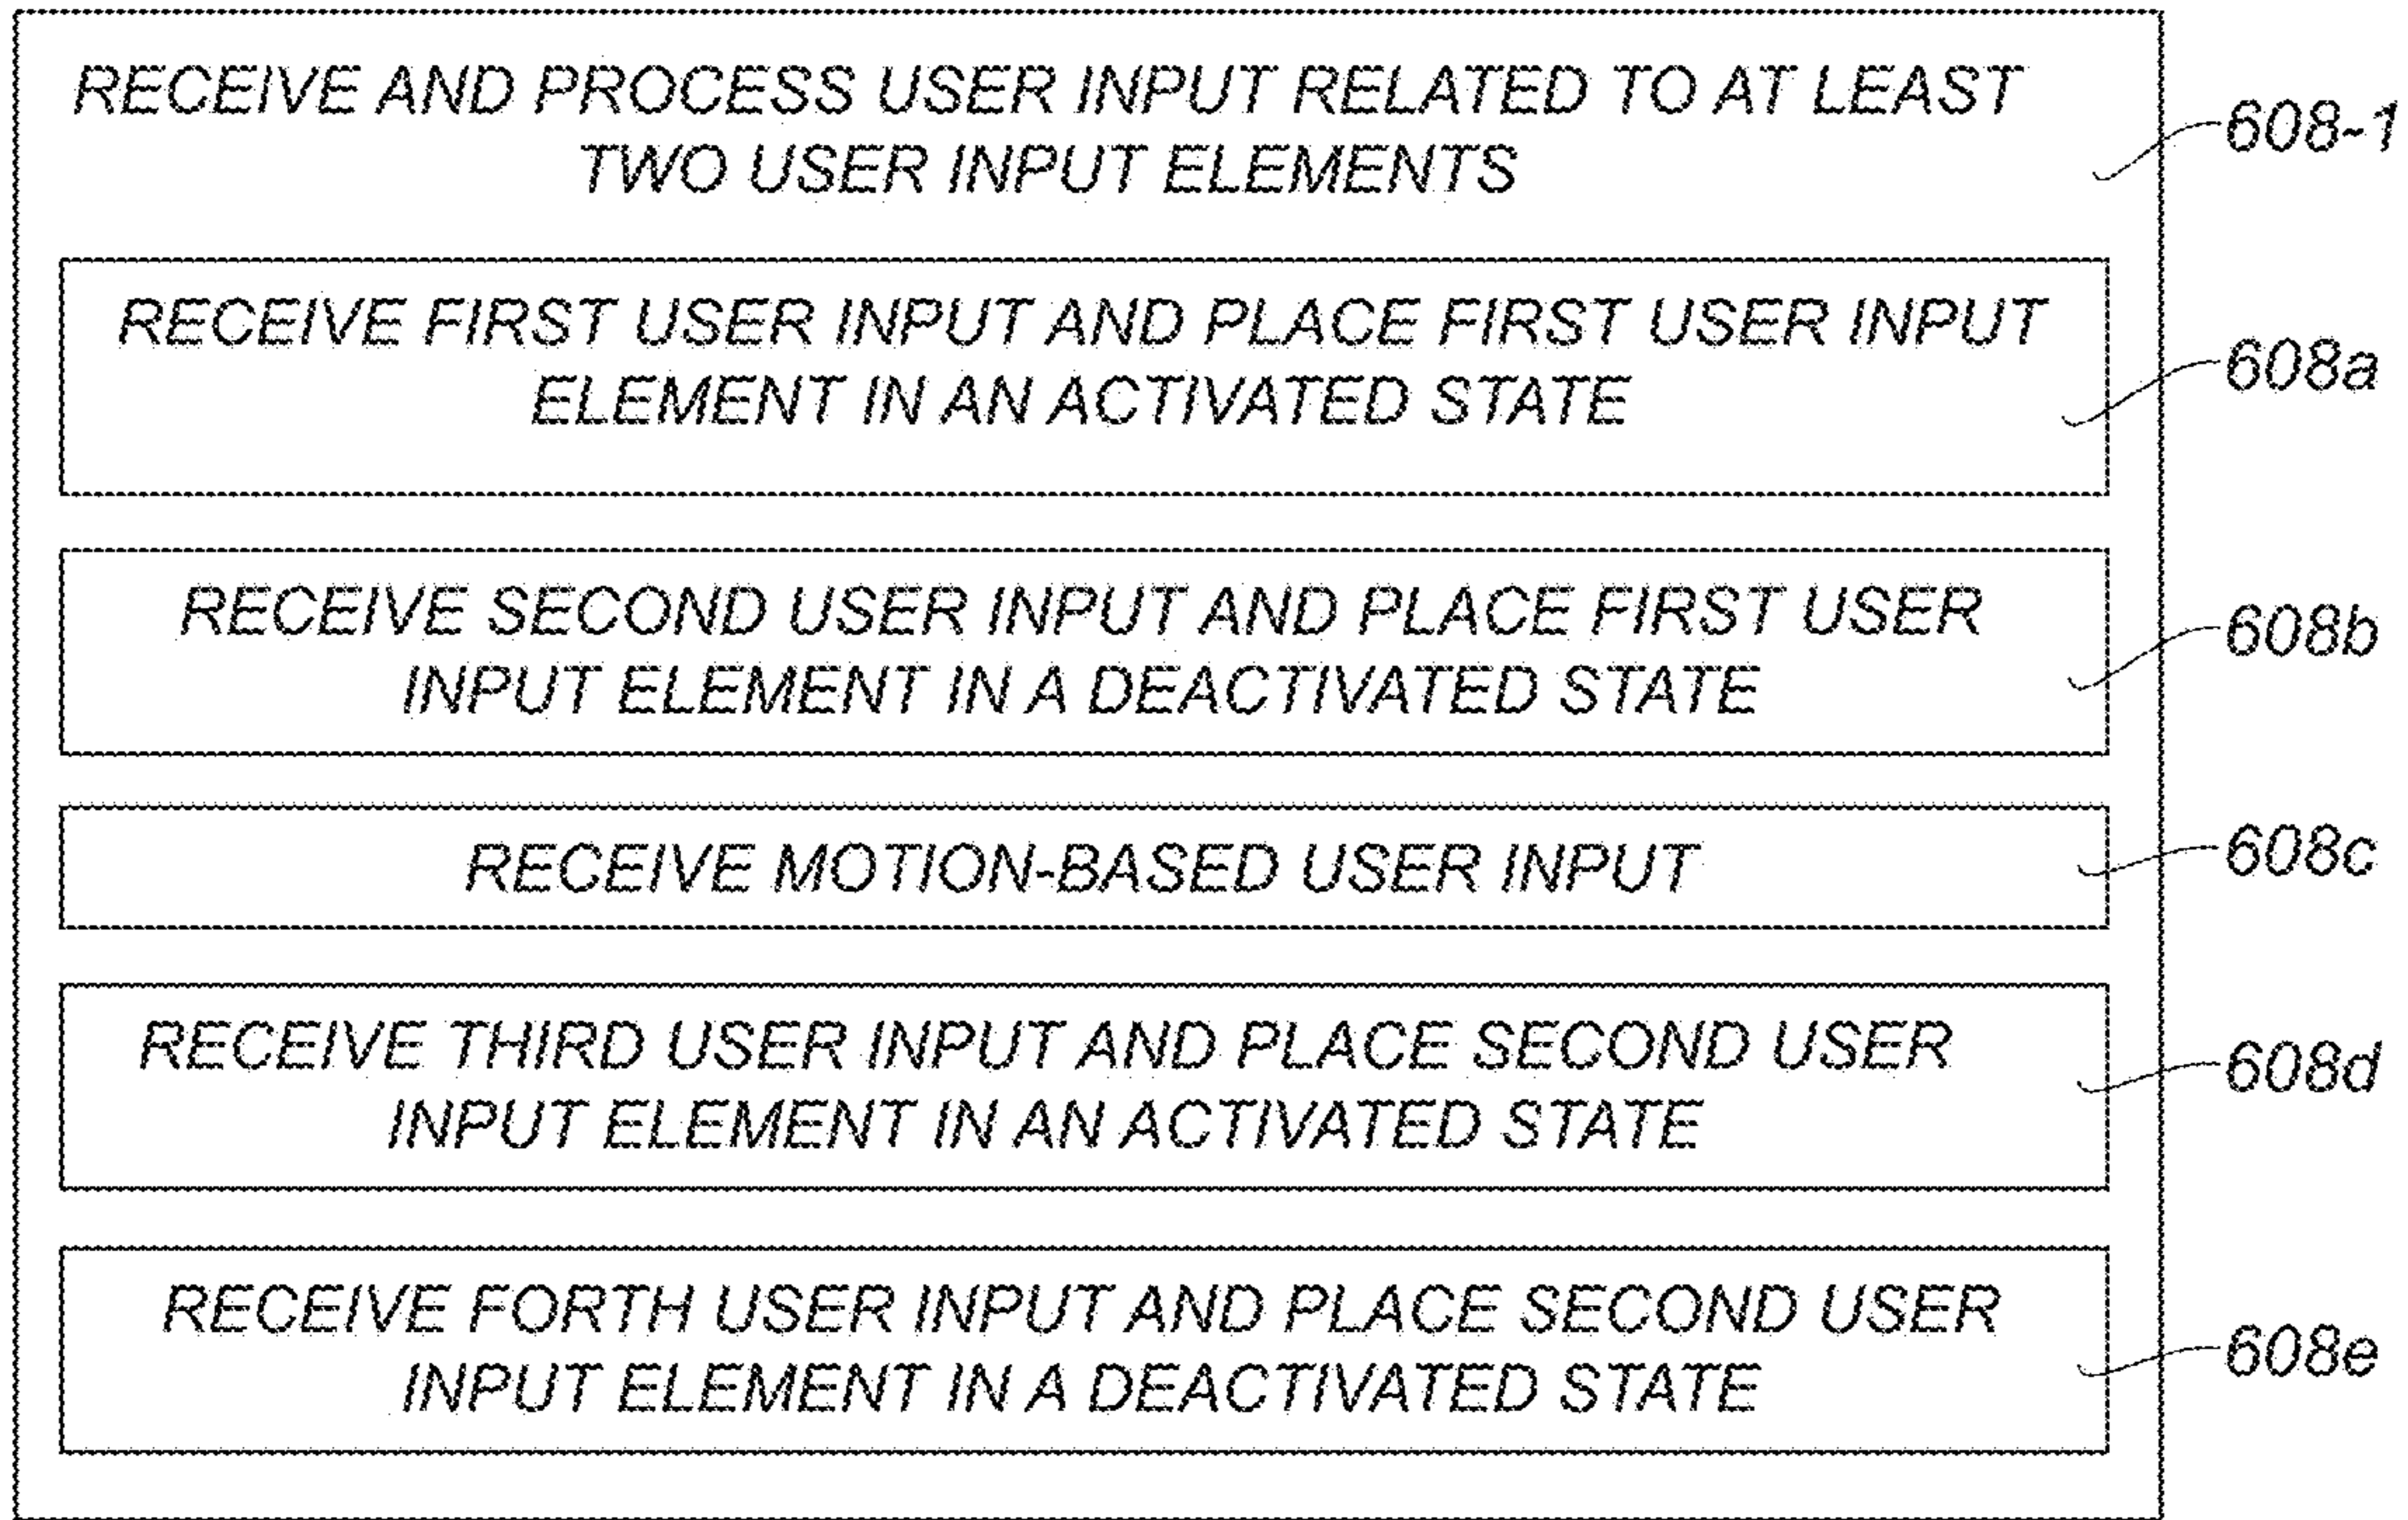 RECEIVE AND PROCESS USER INPUT RELATED TO AT LEAST
TWO USER INPUT ELEMENTS
608-1
RECEIVE FIRST USER INPUT AND PLACE FIRST USER INPUT
ELEMENT IN AN ACTIVATED STATE
608a
RECEIVE SECOND USER INPUT AND PLACE FIRST USER
INPUT ELEMENT IN A DEACTIVATED STATE
608b
RECEIVE MOTION-BASED USER INPUT
608c
RECEIVE THIRD USER INPUT AND PLACE SECOND USER
INPUT ELEMENT IN AN ACTIVATED STATE
608d
RECEIVE FORTH USER INPUT AND PLACE SECOND USER
INPUT ELEMENT IN A DEACTIVATED STATE
608e